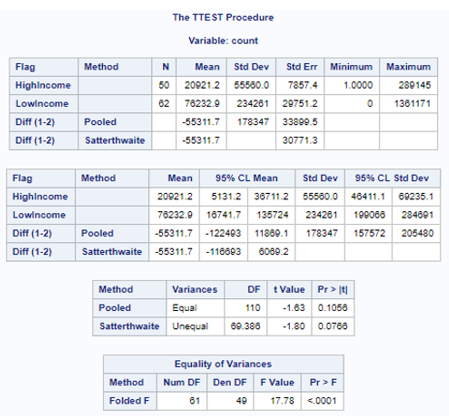 The TTEST Procedure
Variable: count
Flag Method N Mean Std Dev Std Err Minimum Maximum
HighIncome 50 20921.2 55560.0 7857.4 1.0000 289145
LowIncome 62 76232.9 234261 29751.2 0 1361171
Diff (1-2) Pooled -55311.7 178347 33899.5
Diff (1-2) Satterthwaite -55311.7 30771.3
Flag Method Mean 95% CL Mean Std Dev 95% CL Std Dev
HighIncome 20921.2 5131.2 36711.2 55560.0 46411.1 69235.1
LowIncome 76232.9 16741.7 135724 234261 199066 284691
Diff (1-2) Pooled -55311.7 -122493 11869.1 178347 157572 205480
Diff (1-2) Satterthwaite -55311.7 -116693 6069.2
Method Variances DF t Value Pr > |t|
Pooled Equal 110 -1.63 0.1056
Satterthwaite Unequal 69.386 -1.80 0.0766
Equality of Variances
Method Num DF Den DF F Value Pr > F
Folded F 61 49 17.78 <.0001